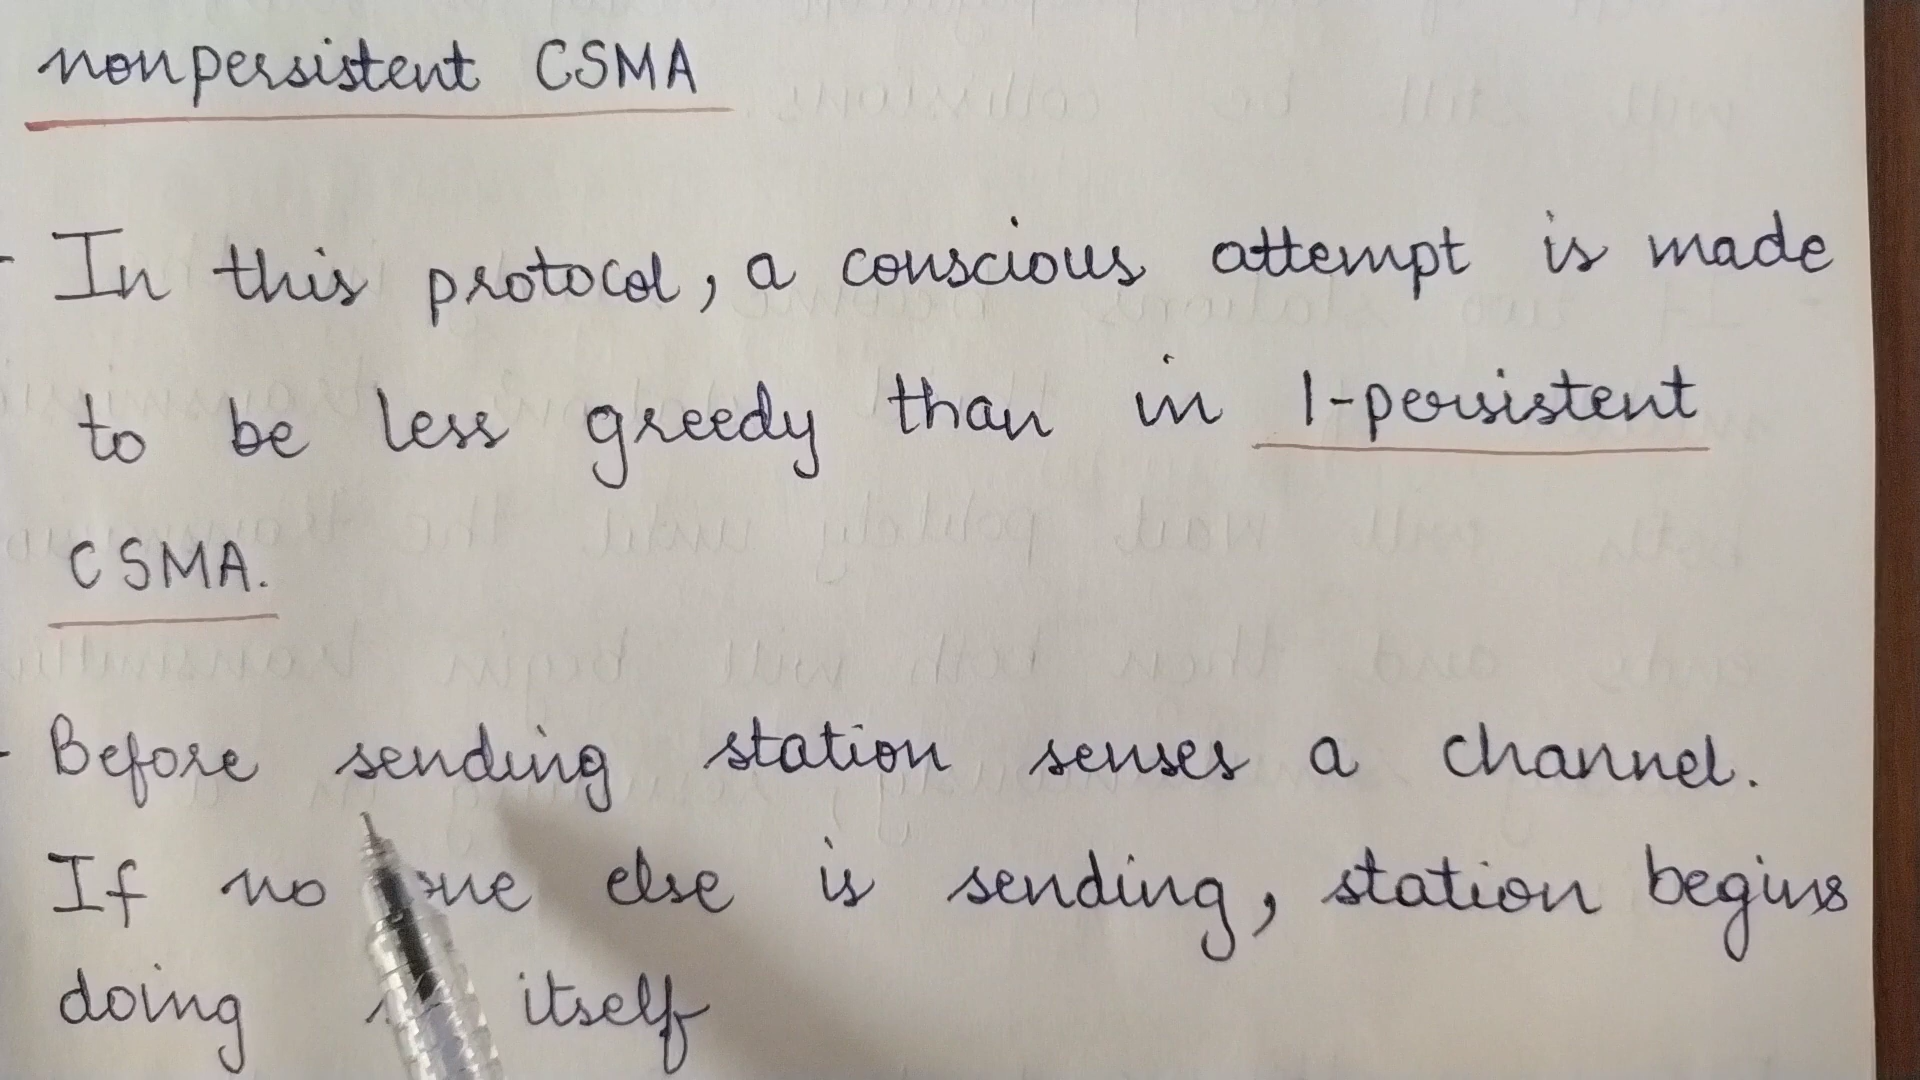 nonpersistent CSMA
- In this protocol, a conscious attempt is made
to be less greedy than in 1-persistent
CSMA.
- Before sending station senses a channel.
If no one else is sending, station begins
doing itself